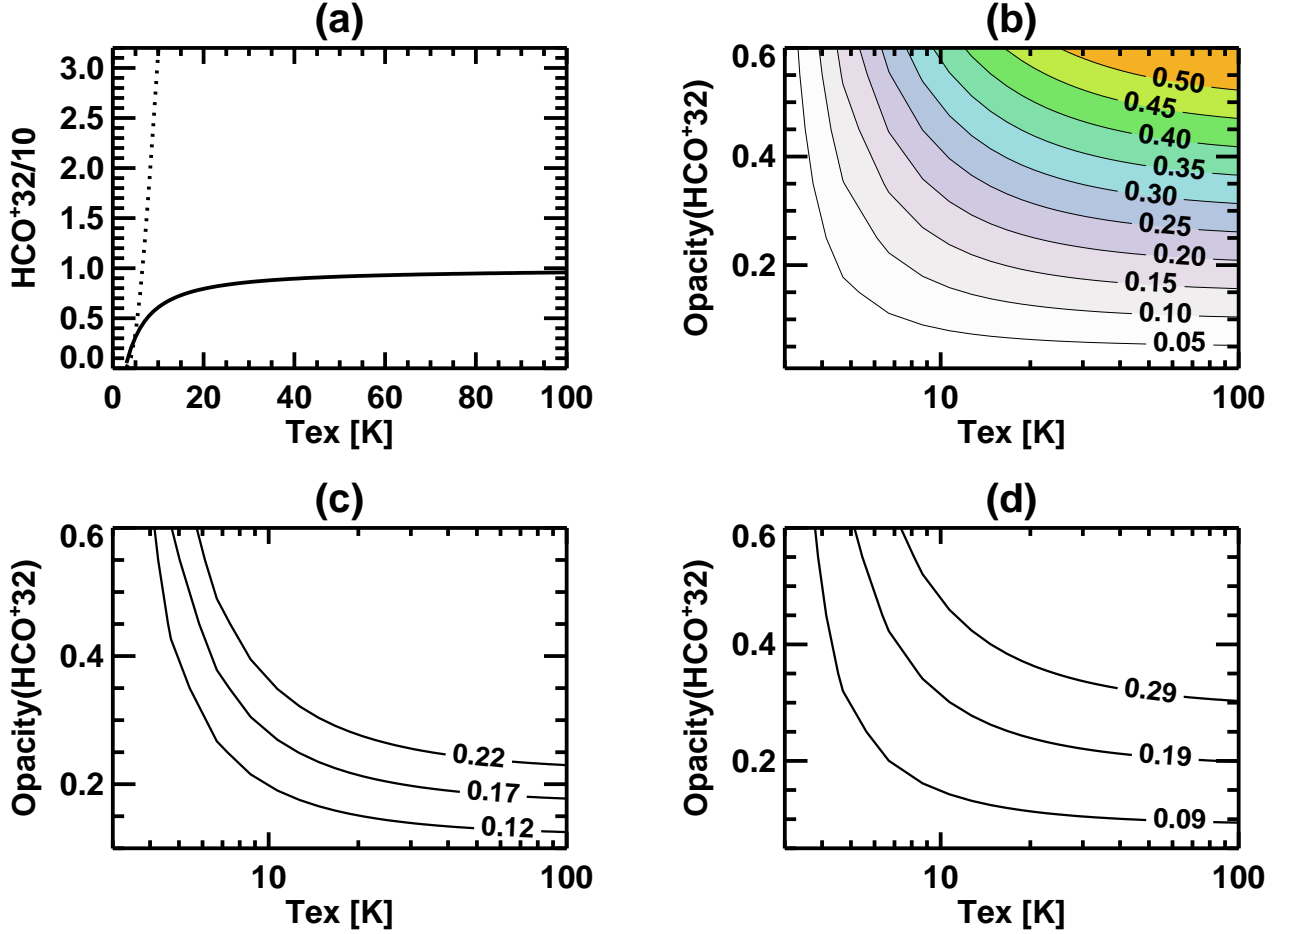 (a)
3.0
2.5
2.0
1.5
1.0
0.5
0.0
HCO⁺32/10
0 20 40 60 80 100
Tex [K]
(b)
0.6
0.4
0.2
Opacity(HCO⁺32)
0.50
0.45
0.40
0.35
0.30
0.25
0.20
0.15
0.10
0.05
10 100
Tex [K]
(c)
0.6
0.4
0.2
Opacity(HCO⁺32)
0.22
0.17
0.12
10 100
Tex [K]
(d)
0.6
0.4
0.2
Opacity(HCO⁺32)
0.29
0.19
0.09
10 100
Tex [K]